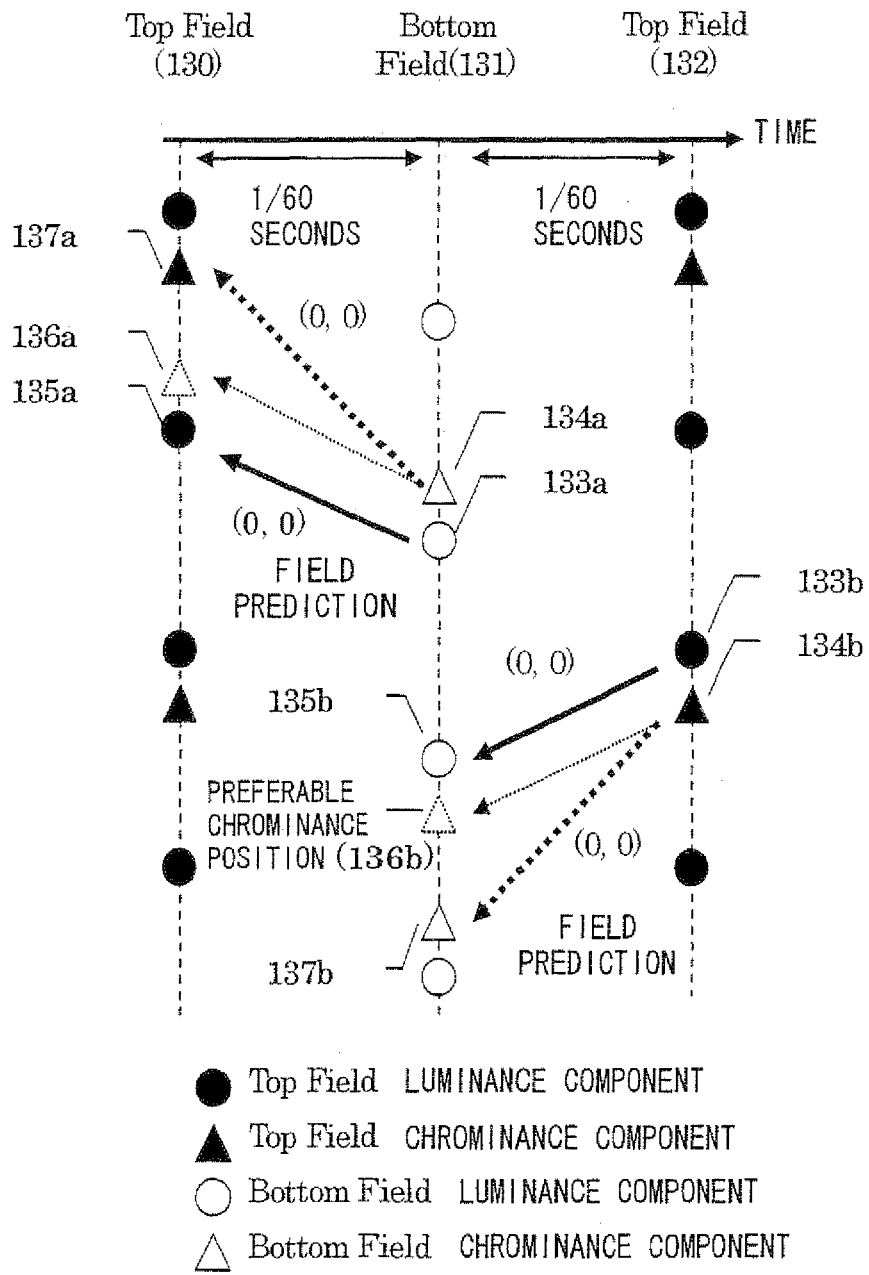 Top Field
(130)
Bottom
Field(131)
Top Field
(132)
TIME
1/60
SECONDS
1/60
SECONDS
137a
(0, 0)
136a
135a
134a
133a
(0, 0)
FIELD
PREDICTION
133b
134b
(0, 0)
135b
PREFERABLE
CHROMINANCE
POSITION (136b)
(0, 0)
FIELD
PREDICTION
137b
Top Field LUMINANCE COMPONENT
Top Field CHROMINANCE COMPONENT
Bottom Field LUMINANCE COMPONENT
Bottom Field CHROMINANCE COMPONENT